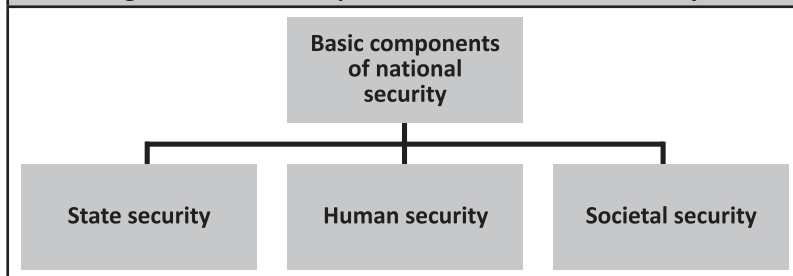 Basic components
of national
security
State security
Human security
Societal security